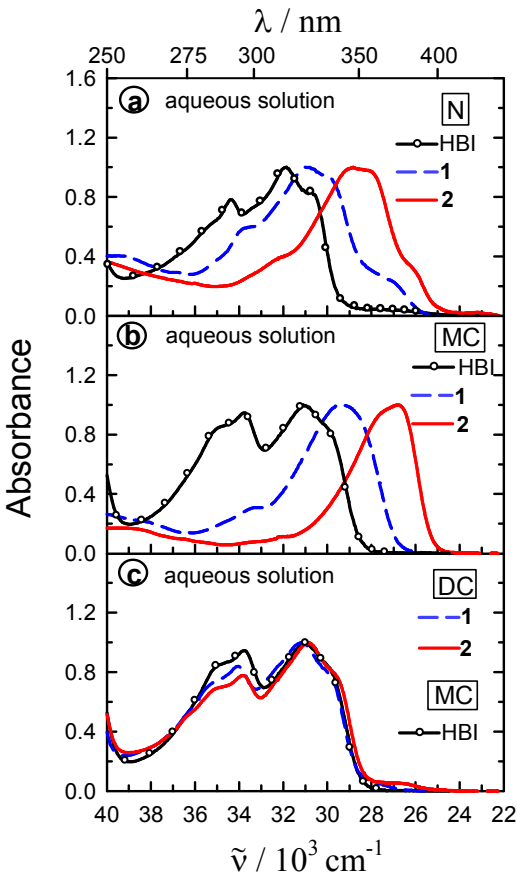 λ / nm
250 275 300 350 400
1.6
1.2
0.8
0.4
0.0
a aqueous solution
N
HBI
1
2
1.2
0.8
0.4
0.0
b aqueous solution
MC
HBI
1
2
1.2
0.8
0.4
0.0
c aqueous solution
DC
1
2
MC
HBI
Absorbance
40 38 36 34 32 30 28 26 24 22
ṽ / 10³ cm⁻¹